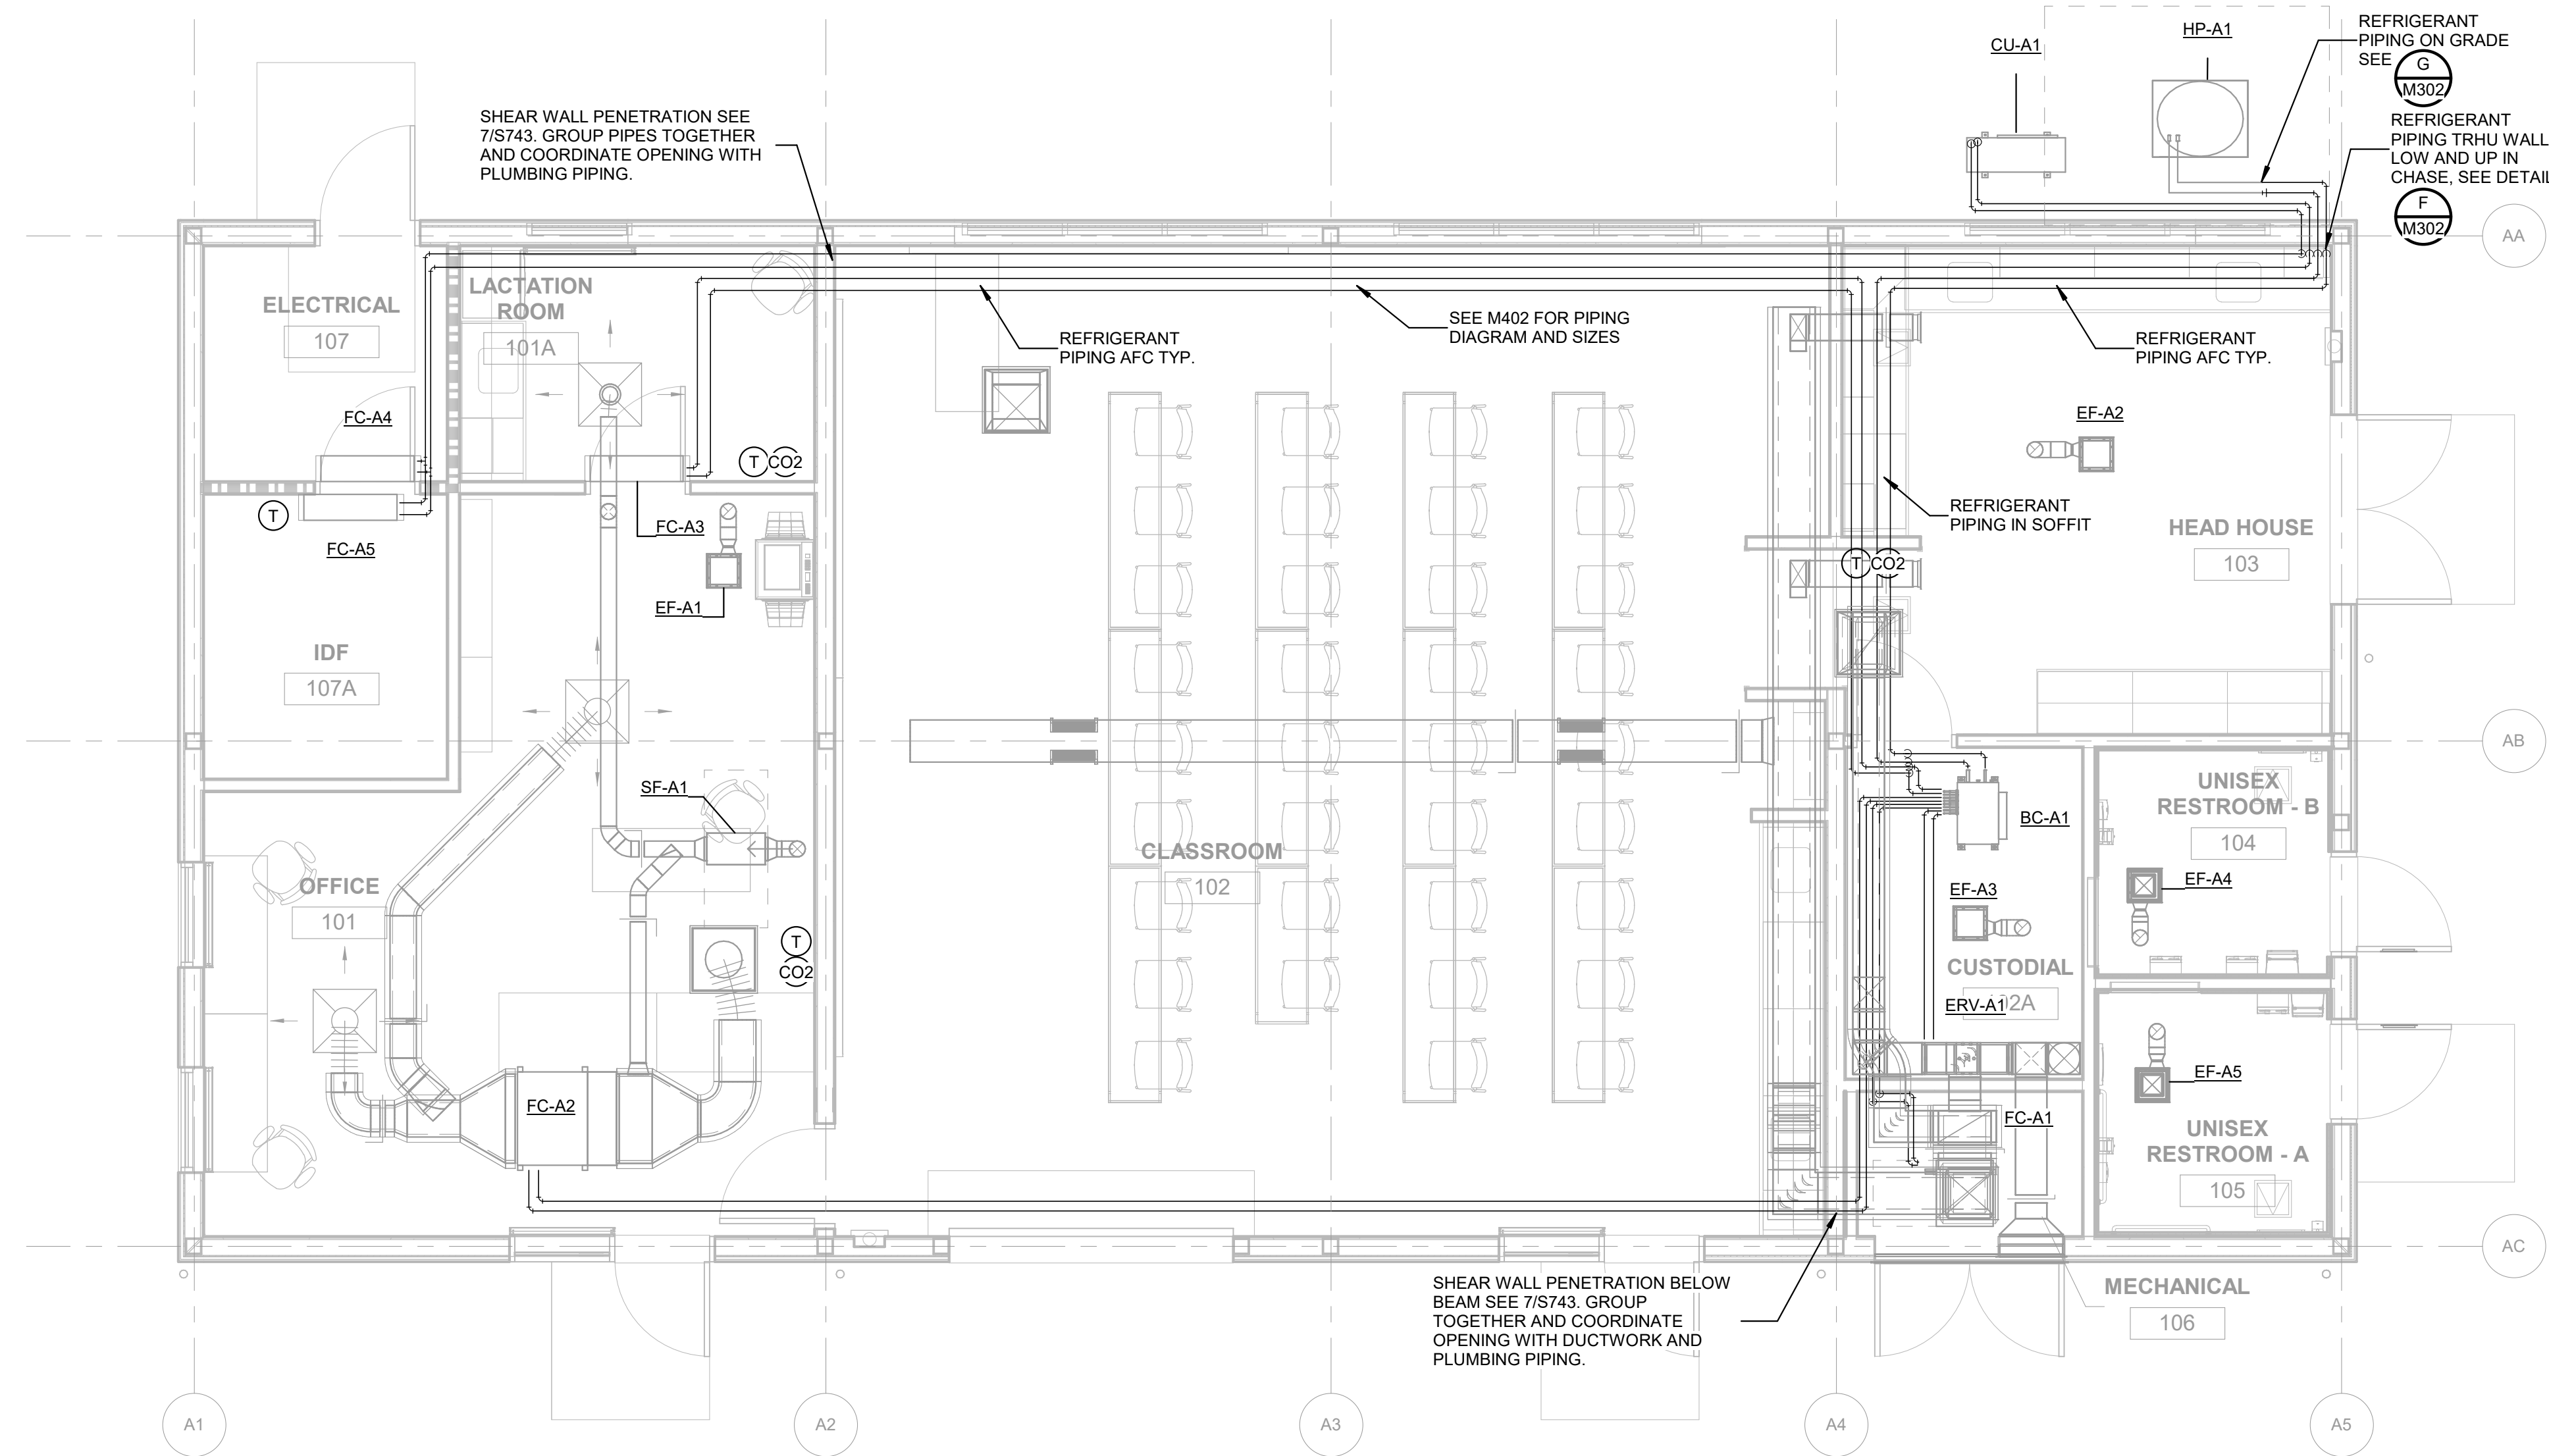 REFRIGERANT
PIPING ON GRADE
SEE
G
M302
HP-A1
CU-A1
REFRIGERANT
PIPING TRHU WALL
LOW AND UP IN
CHASE, SEE DETAIL
F
M302
SHEAR WALL PENETRATION SEE
7/S743. GROUP PIPES TOGETHER
AND COORDINATE OPENING WITH
PLUMBING PIPING.
AA
ELECTRICAL
107
LACTATION
ROOM
101A
REFRIGERANT
PIPING AFC TYP.
SEE M402 FOR PIPING
DIAGRAM AND SIZES
REFRIGERANT
PIPING AFC TYP.
FC-A4
EF-A2
T
CO2
T
FC-A3
FC-A5
REFRIGERANT
PIPING IN SOFFIT
HEAD HOUSE
103
T
CO2
EF-A1
IDF
107A
AB
SF-A1
UNISEX
RESTROOM - B
104
BC-A1
CLASSROOM
102
OFFICE
101
EF-A3
EF-A4
T
CO2
CUSTODIAL
02A
ERV-A1
EF-A5
FC-A2
FC-A1
UNISEX
RESTROOM - A
105
AC
SHEAR WALL PENETRATION BELOW
BEAM SEE 7/S743. GROUP
TOGETHER AND COORDINATE
OPENING WITH DUCTWORK AND
PLUMBING PIPING.
MECHANICAL
106
A1
A2
A3
A4
A5